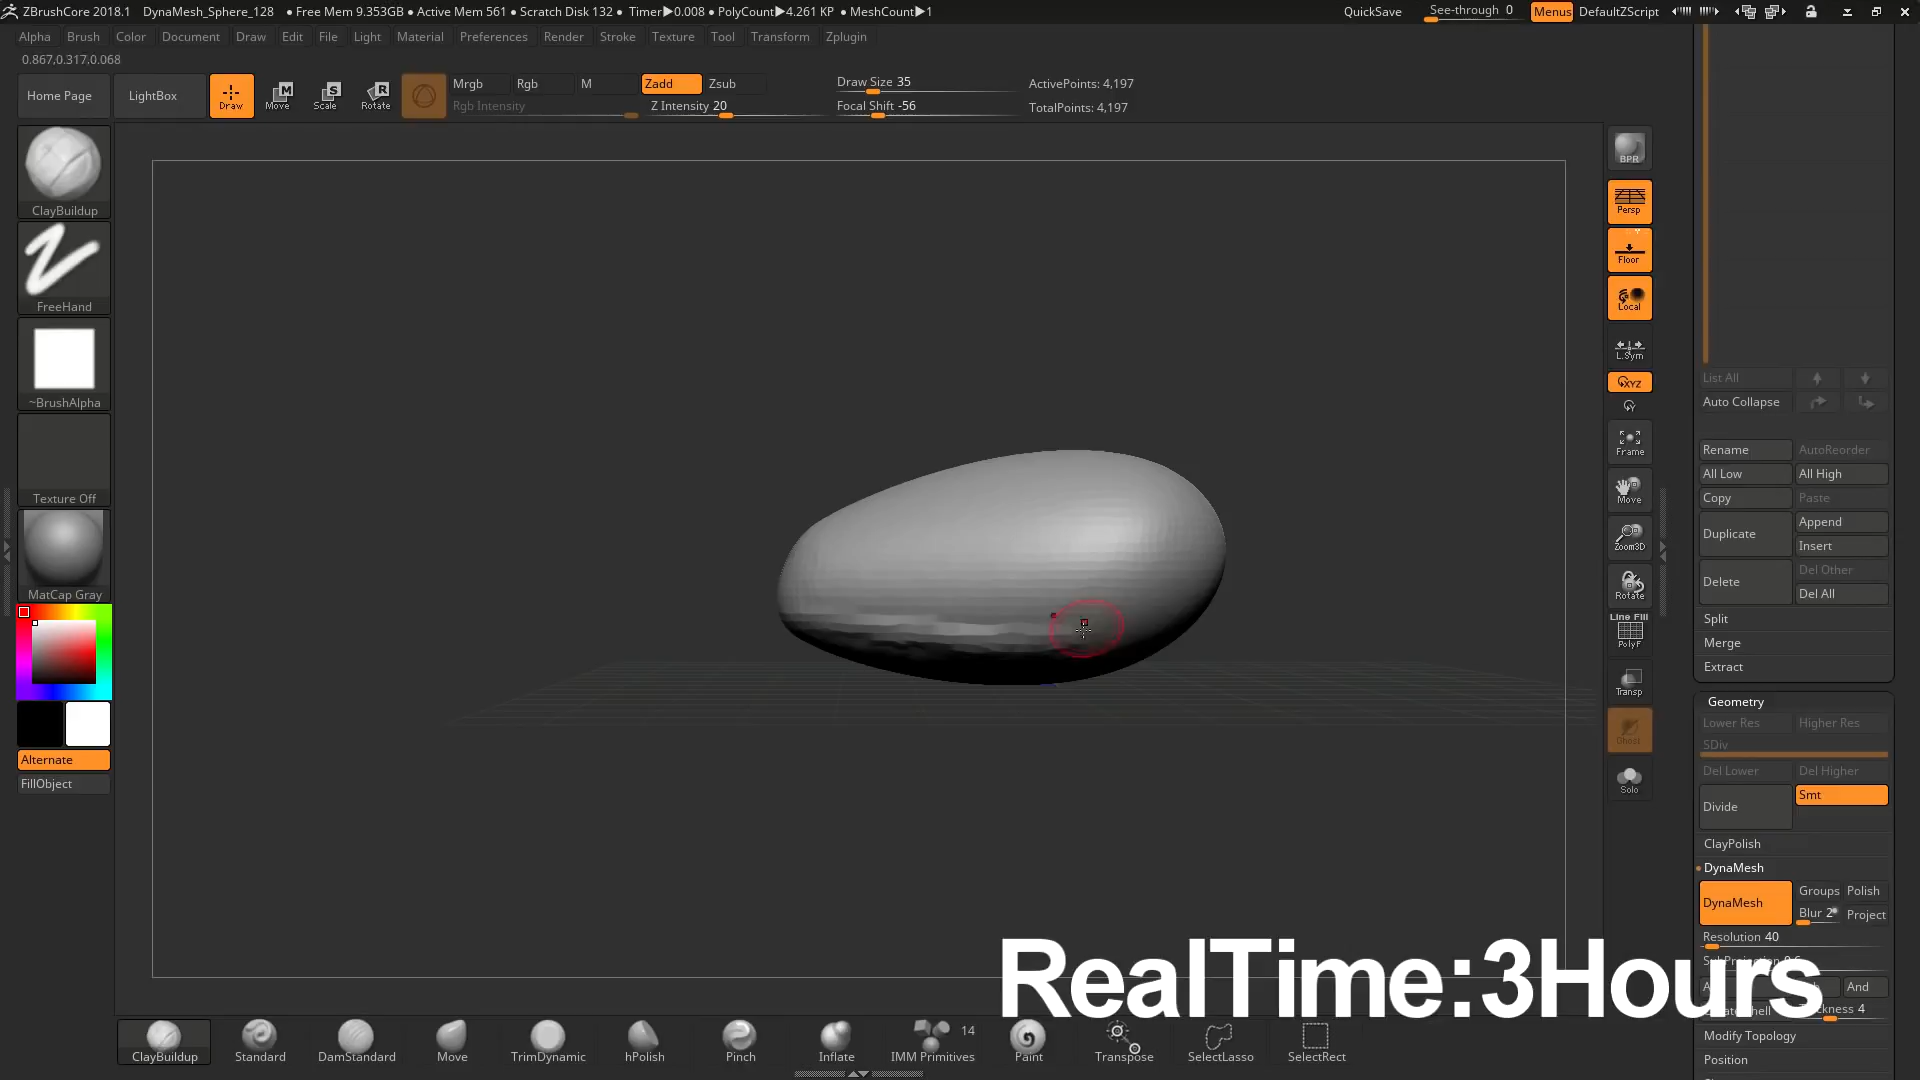 ZBrushCore 2018.1 DynaMesh_Sphere_128 ● Free Mem 9.353GB ● Active Mem 561 ● Scratch Disk 132 ● Timer▶0.008 ● PolyCount▶4.261 KP ● MeshCount▶1 QuickSave See-through 0 Menus DefaultZScript
Alpha Brush Color Document Draw Edit File Light Material Preferences Render Stroke Texture Tool Transform Zplugin
0.867,0.317,0.068
Home Page LightBox Draw Move Scale Rotate
Mrgb Rgb M Zadd Zsub
Rgb Intensity Z Intensity 20
Draw Size 35
Focal Shift -56
ActivePoints: 4,197
TotalPoints: 4,197
ClayBuildup
FreeHand
~BrushAlpha
Texture Off
MatCap Gray
Alternate
FillObject
BPR
Persp
Floor
Local
L.Sym
XYZ
Y
Frame
Move
Zoom3D
Rotate
Line Fill
PolyF
Transp
Ghost
Solo
List All
Auto Collapse
Rename AutoReorder
All Low All High
Copy Paste
Duplicate Append
Insert
Delete Del Other
Del All
Split
Merge
Extract
Geometry
Lower Res Higher Res
SDiv
Del Lower Del Higher
Divide Smt
ClayPolish
DynaMesh
DynaMesh Groups Polish
Blur 2 Project
Resolution 40
And
4
Modify Topology
Position
RealTime:3Hours
ClayBuildup Standard DamStandard Move TrimDynamic hPolish Pinch Inflate IMM Primitives 14 Paint Transpose SelectLasso SelectRect